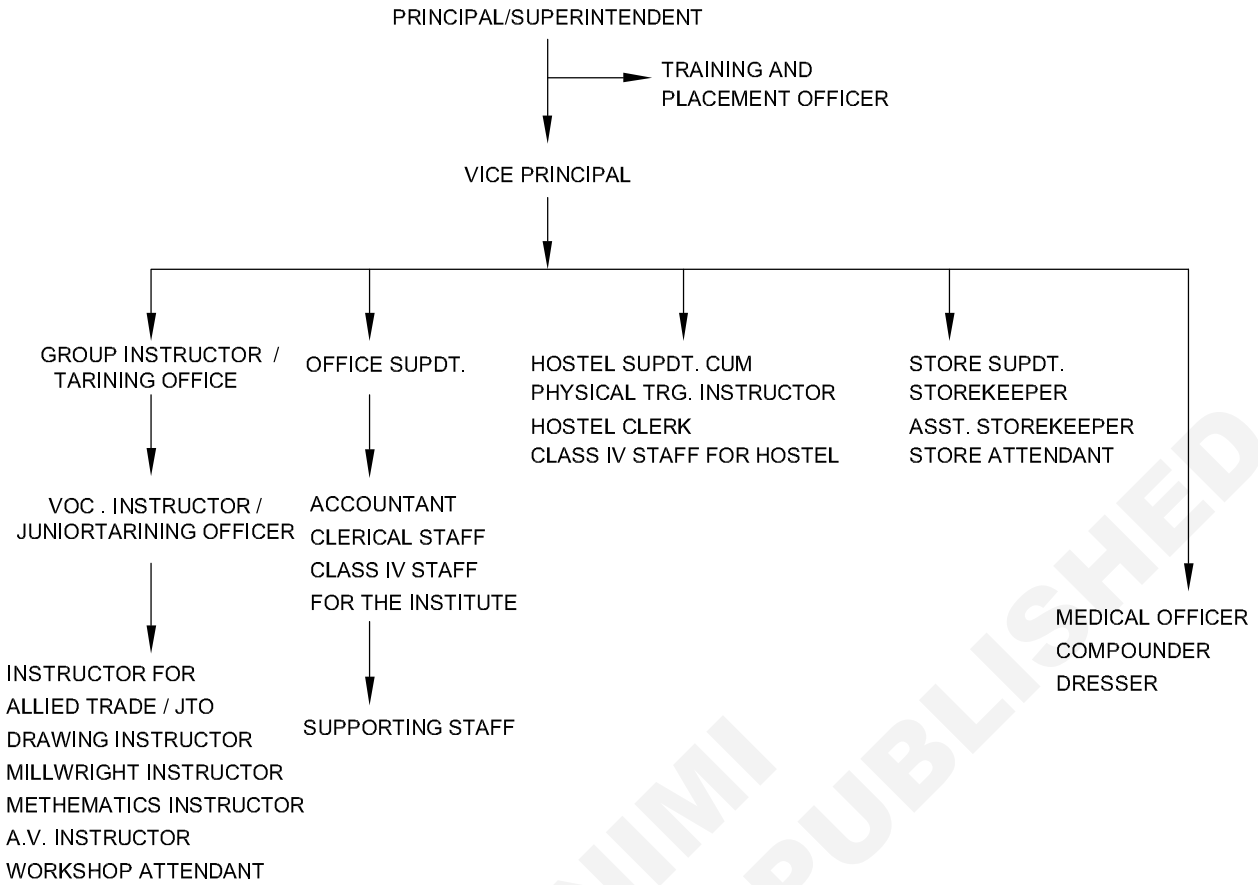 PRINCIPAL/SUPERINTENDENT
TRAINING AND
PLACEMENT OFFICER
VICE PRINCIPAL
GROUP INSTRUCTOR /
TARINING OFFICE
VOC . INSTRUCTOR /
JUNIORTARINING OFFICER
INSTRUCTOR FOR
ALLIED TRADE / JTO
DRAWING INSTRUCTOR
MILLWRIGHT INSTRUCTOR
METHEMATICS INSTRUCTOR
A.V. INSTRUCTOR
WORKSHOP ATTENDANT
OFFICE SUPDT.
ACCOUNTANT
CLERICAL STAFF
CLASS IV STAFF
FOR THE INSTITUTE
SUPPORTING STAFF
HOSTEL SUPDT. CUM
PHYSICAL TRG. INSTRUCTOR
HOSTEL CLERK
CLASS IV STAFF FOR HOSTEL
STORE SUPDT.
STOREKEEPER
ASST. STOREKEEPER
STORE ATTENDANT
MEDICAL OFFICER
COMPOUNDER
DRESSER
NIMI
PUBLISHED